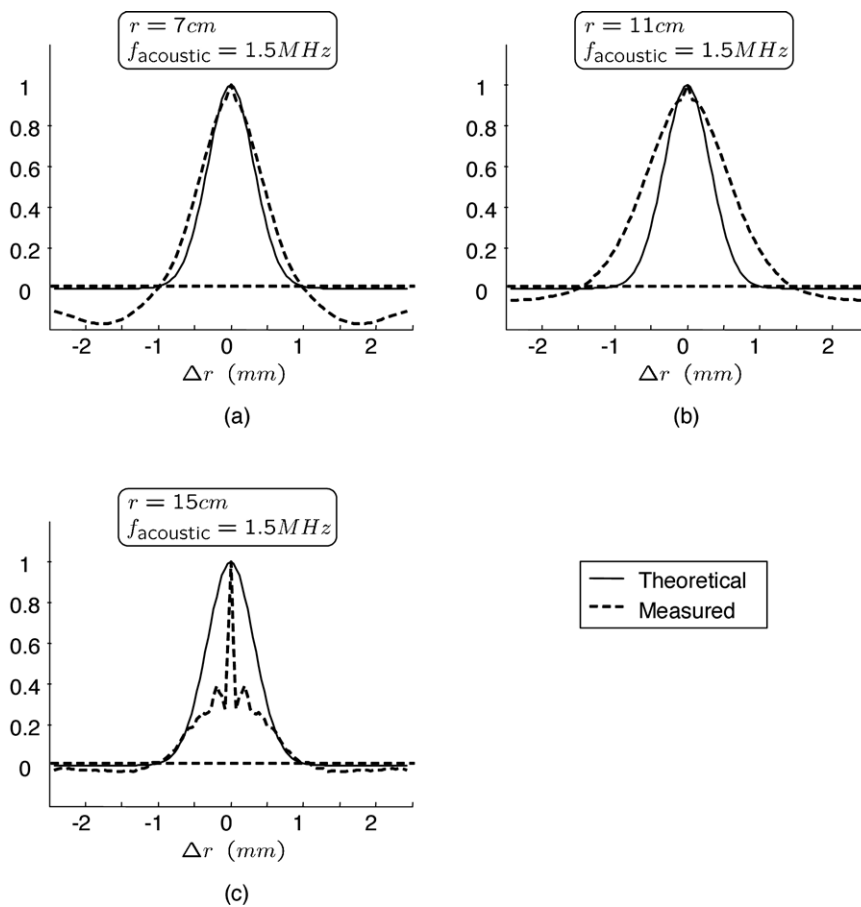 r = 7cm
f_acoustic = 1.5MHz
1
0.8
0.6
0.4
0.2
0
-2 -1 0 1 2
Δr (mm)
(a)
r = 11cm
f_acoustic = 1.5MHz
1
0.8
0.6
0.4
0.2
0
-2 -1 0 1 2
Δr (mm)
(b)
r = 15cm
f_acoustic = 1.5MHz
1
0.8
0.6
0.4
0.2
0
-2 -1 0 1 2
Δr (mm)
(c)
Theoretical
Measured